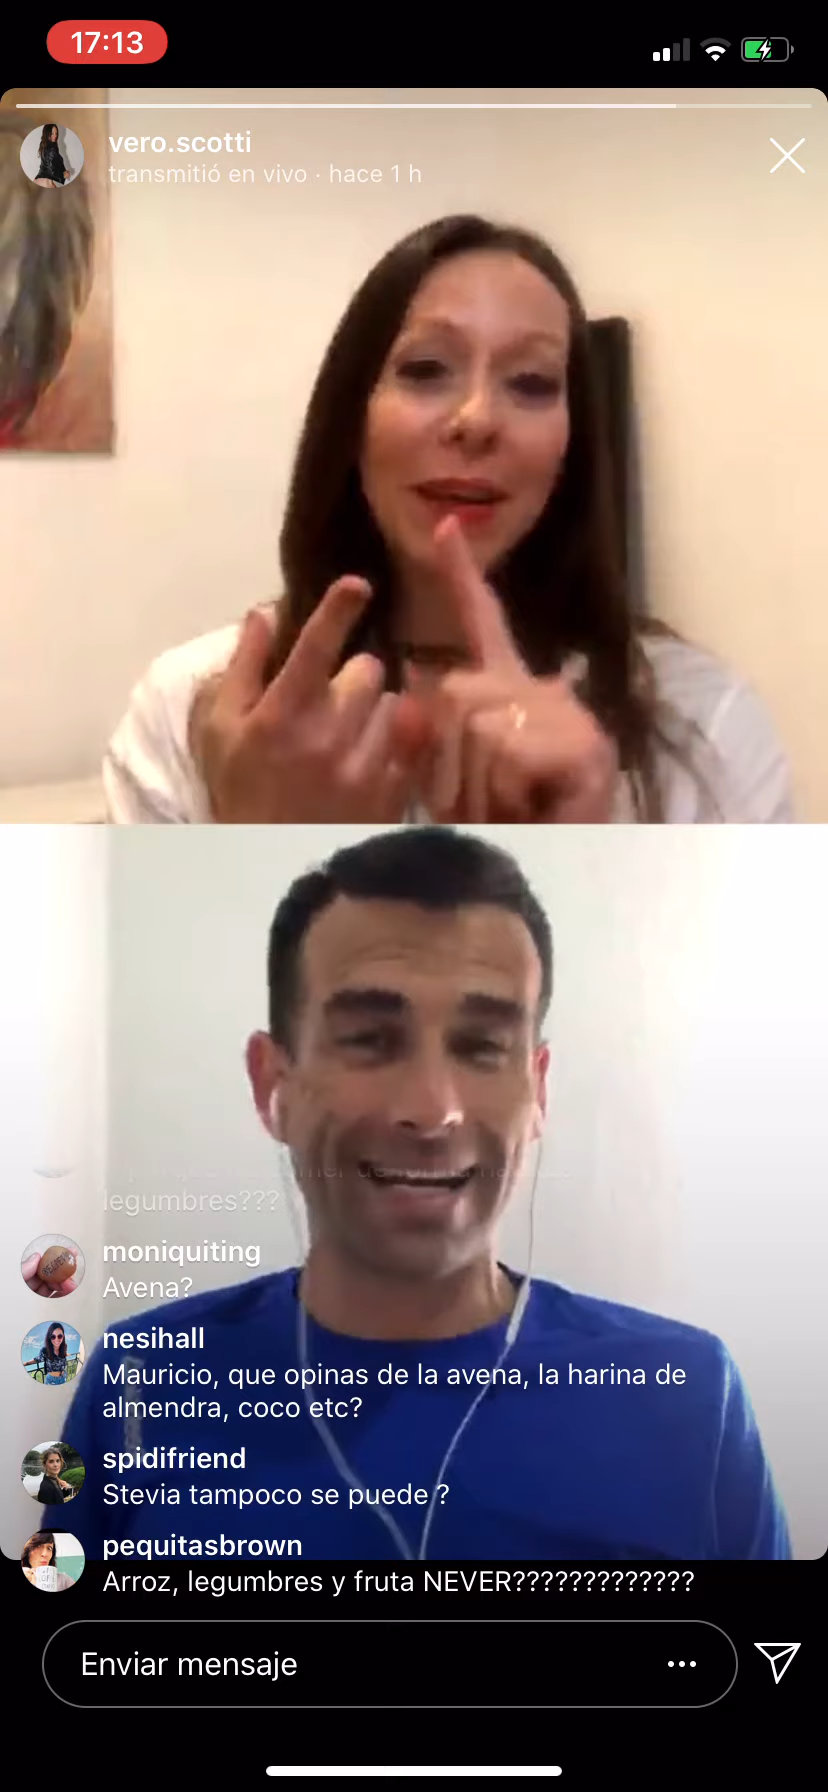 17:13
vero.scotti
transmitió en vivo · hace 1 h
legumbres???
moniquiting
Avena?
nesihall
Mauricio, que opinas de la avena, la harina de
almendra, coco etc?
spidifriend
Stevia tampoco se puede ?
pequitasbrown
Arroz, legumbres y fruta NEVER?????????????
Enviar mensaje